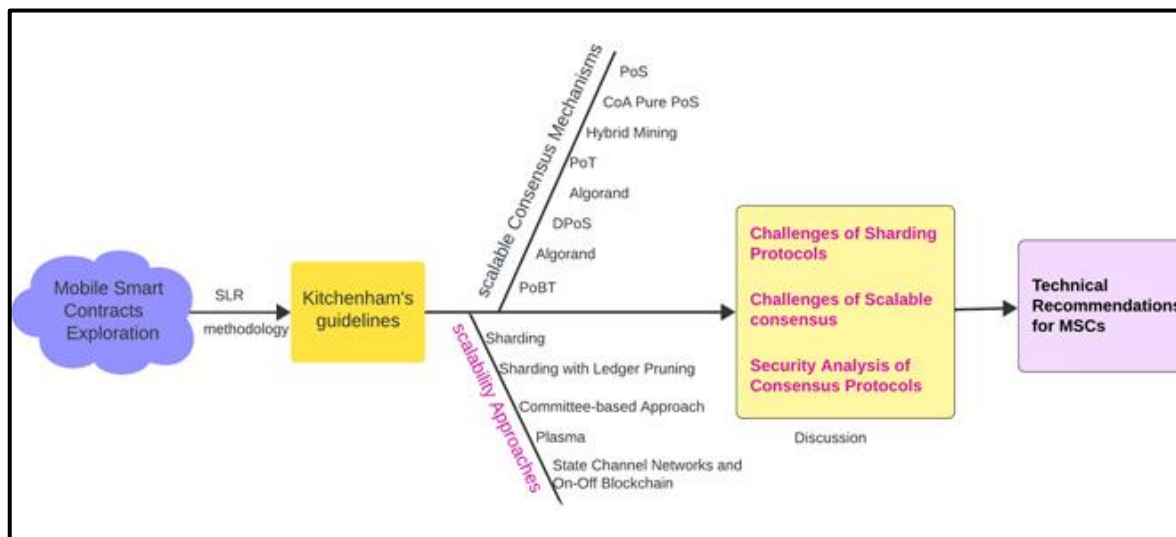 Mobile Smart
Contracts
Exploration
SLR
methodology
Kitchenham's
guidelines
scalable Consensus Mechanisms
PoS
CoA Pure PoS
Hybrid Mining
PoT
Algorand
DPoS
Algorand
PoBT
scalability Approaches
Sharding
Sharding with Ledger Pruning
Committee-based Approach
Plasma
State Channel Networks and
On-Off Blockchain
Challenges of Sharding
Protocols
Challenges of Scalable
consensus
Security Analysis of
Consensus Protocols
Discussion
Technical
Recommendations
for MSCs